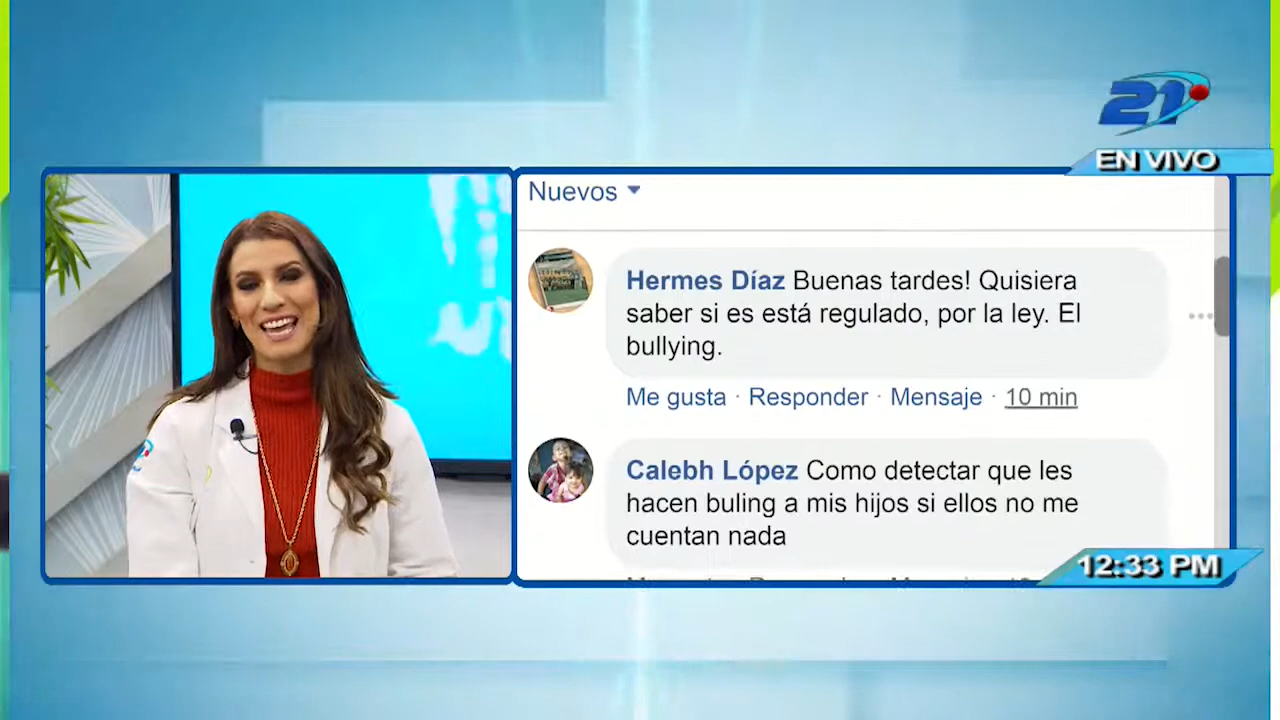 21
EN VIVO
Nuevos
Hermes Díaz Buenas tardes! Quisiera
saber si es está regulado, por la ley. El
bullying.
Me gusta · Responder · Mensaje · 10 min
Calebh López Como detectar que les
hacen buling a mis hijos si ellos no me
cuentan nada
12:33 PM